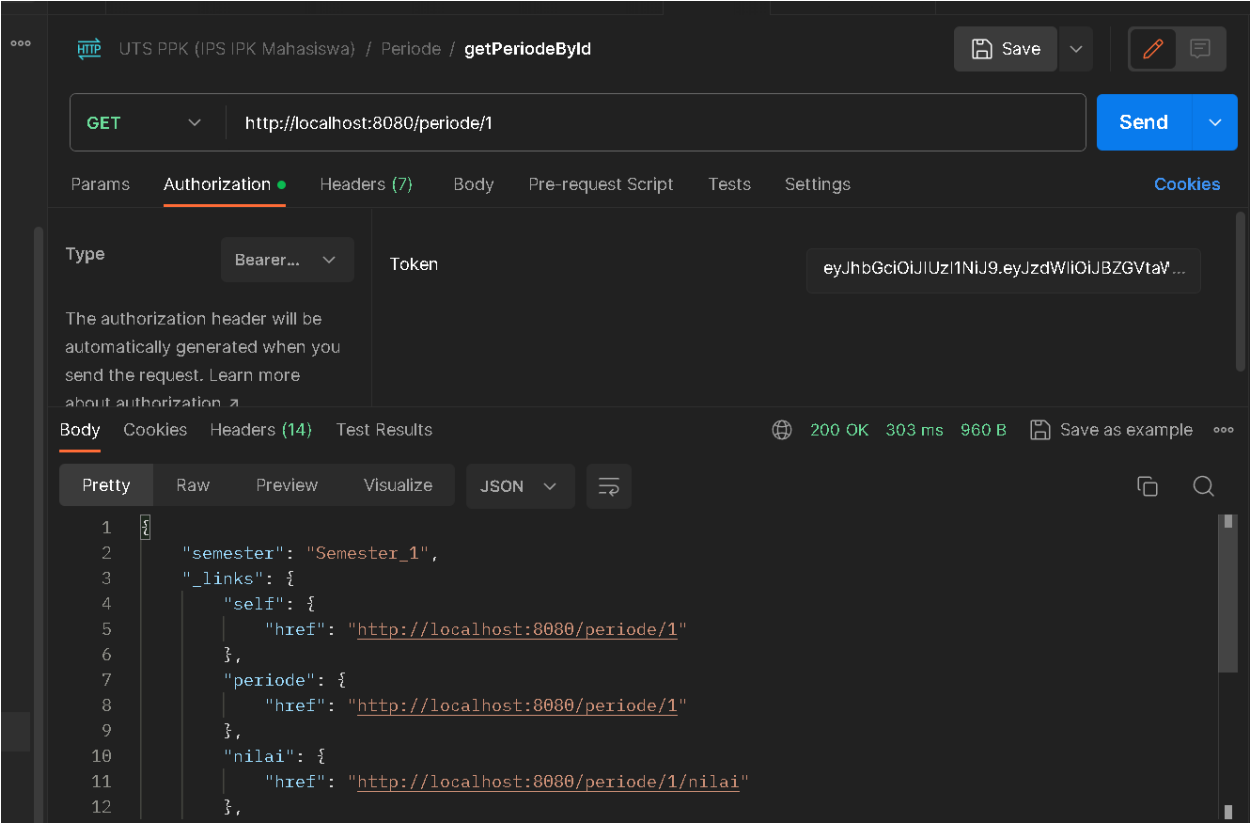 ooo
HTTP UTS PPK (IPS IPK Mahasiswa) / Periode / getPeriodeById Save
GET http://localhost:8080/periode/1 Send
Params Authorization Headers (7) Body Pre-request Script Tests Settings Cookies
Type Bearer... Token eyJhbGciOiJIUzI1NiJ9.eyJzdWIiOiJBZGVtaW...
The authorization header will be
automatically generated when you
send the request. Learn more
about authorization ↗
Body Cookies Headers (14) Test Results 200 OK 303 ms 960 B Save as example ooo
Pretty Raw Preview Visualize JSON
1 {
2 "semester": "Semester_1",
3 "_links": {
4 "self": {
5 "href": "http://localhost:8080/periode/1"
6 },
7 "periode": {
8 "href": "http://localhost:8080/periode/1"
9 },
10 "nilai": {
11 "href": "http://localhost:8080/periode/1/nilai"
12 },